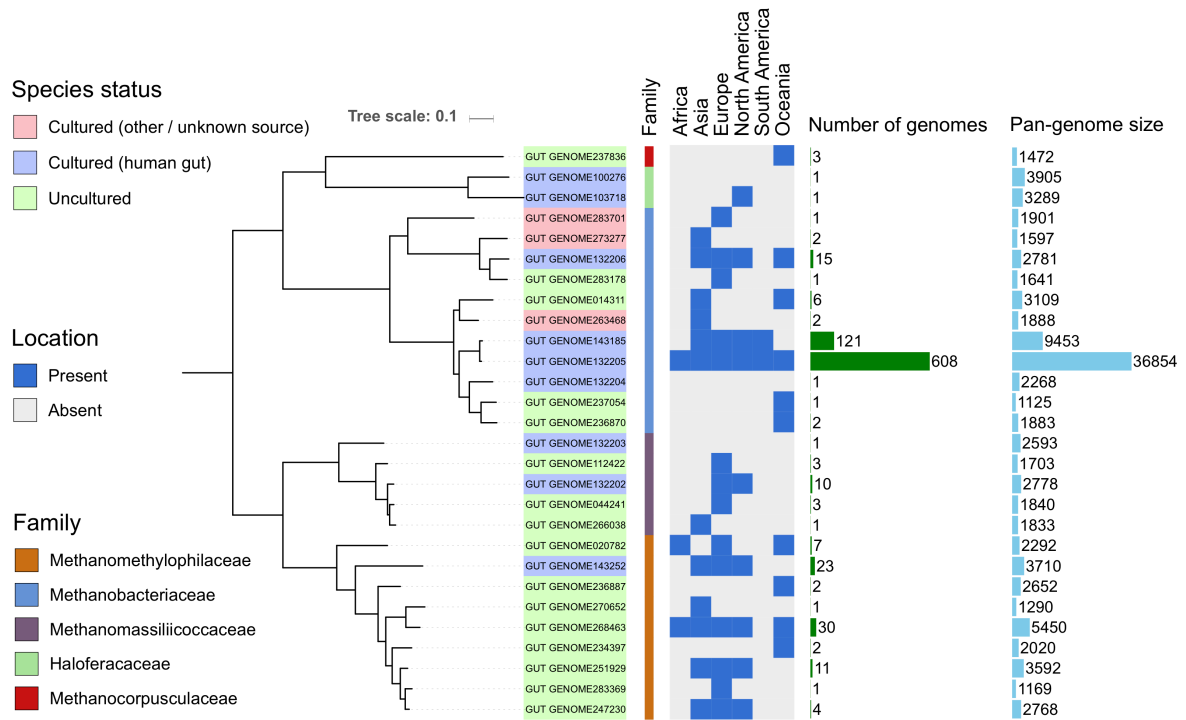 Species status
Cultured (other / unknown source)
Cultured (human gut)
Uncultured
Tree scale: 0.1
Location
Present
Absent
Family
Methanomethylophilaceae
Methanobacteriaceae
Methanomassiliicoccaceae
Haloferacaceae
Methanocorpusculaceae
Family
Africa
Asia
Europe
North America
South America
Oceania
Number of genomes
Pan-genome size
GUT GENOME237836 3 1472
GUT GENOME100276 1 3905
GUT GENOME103718 1 3289
GUT GENOME283701 1 1901
GUT GENOME273277 2 1597
GUT GENOME132206 15 2781
GUT GENOME283178 1 1641
GUT GENOME014311 6 3109
GUT GENOME263468 2 1888
GUT GENOME143185 121 9453
GUT GENOME132205 608 36854
GUT GENOME132204 1 2268
GUT GENOME237054 1 1125
GUT GENOME236870 2 1883
GUT GENOME132203 1 2593
GUT GENOME112422 3 1703
GUT GENOME132202 10 2778
GUT GENOME044241 3 1840
GUT GENOME266038 1 1833
GUT GENOME020782 7 2292
GUT GENOME143252 23 3710
GUT GENOME236887 2 2652
GUT GENOME270652 1 1290
GUT GENOME268463 30 5450
GUT GENOME234397 2 2020
GUT GENOME251929 11 3592
GUT GENOME283369 1 1169
GUT GENOME247230 4 2768